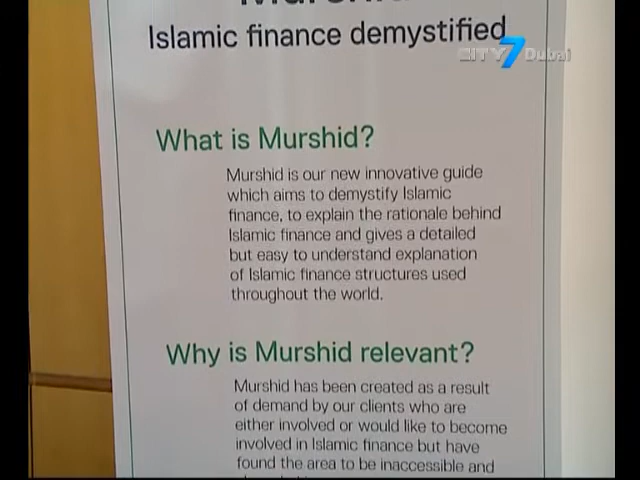 Murshid
Islamic finance demystified
CITY 7 Dubai
What is Murshid?
Murshid is our new innovative guide
which aims to demystify Islamic
finance, to explain the rationale behind
Islamic finance and gives a detailed
but easy to understand explanation
of Islamic finance structures used
throughout the world.
Why is Murshid relevant?
Murshid has been created as a result
of demand by our clients who are
either involved or would like to become
involved in Islamic finance but have
found the area to be inaccessible and